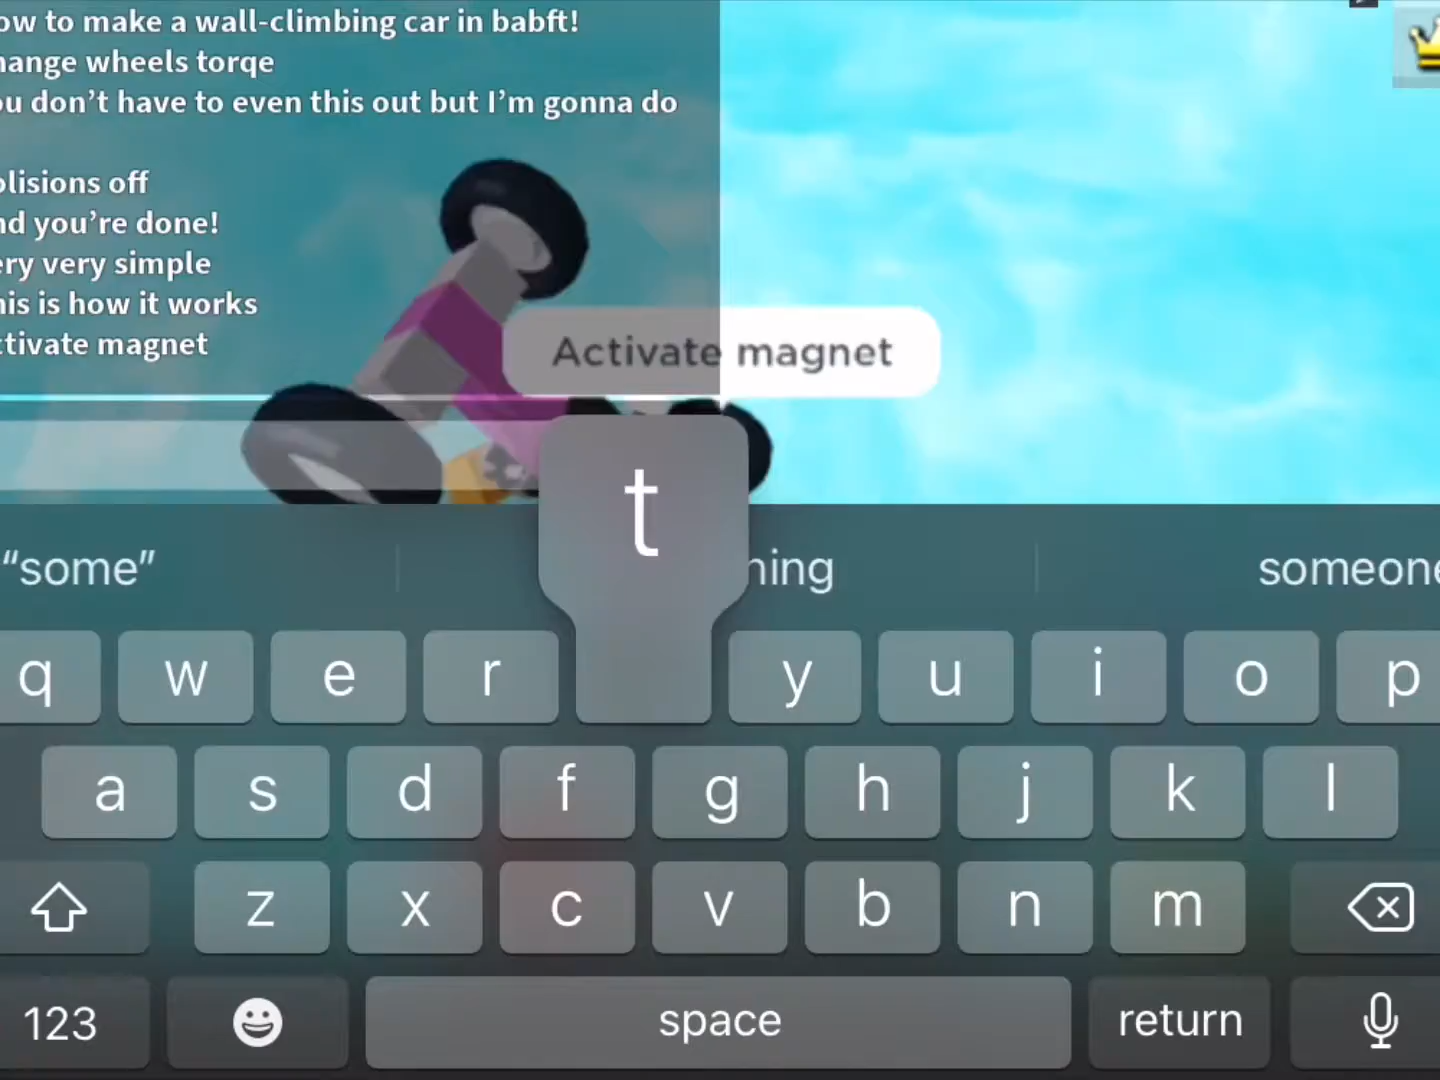 ow to make a wall-climbing car in babft!
hange wheels torqe
ou don’t have to even this out but I’m gonna do
olisions off
nd you’re done!
ery very simple
his is how it works
ctivate magnet
Activate magnet
t
“some”
hing
someone
q w e r y u i o p
a s d f g h j k l
z x c v b n m
123
space
return